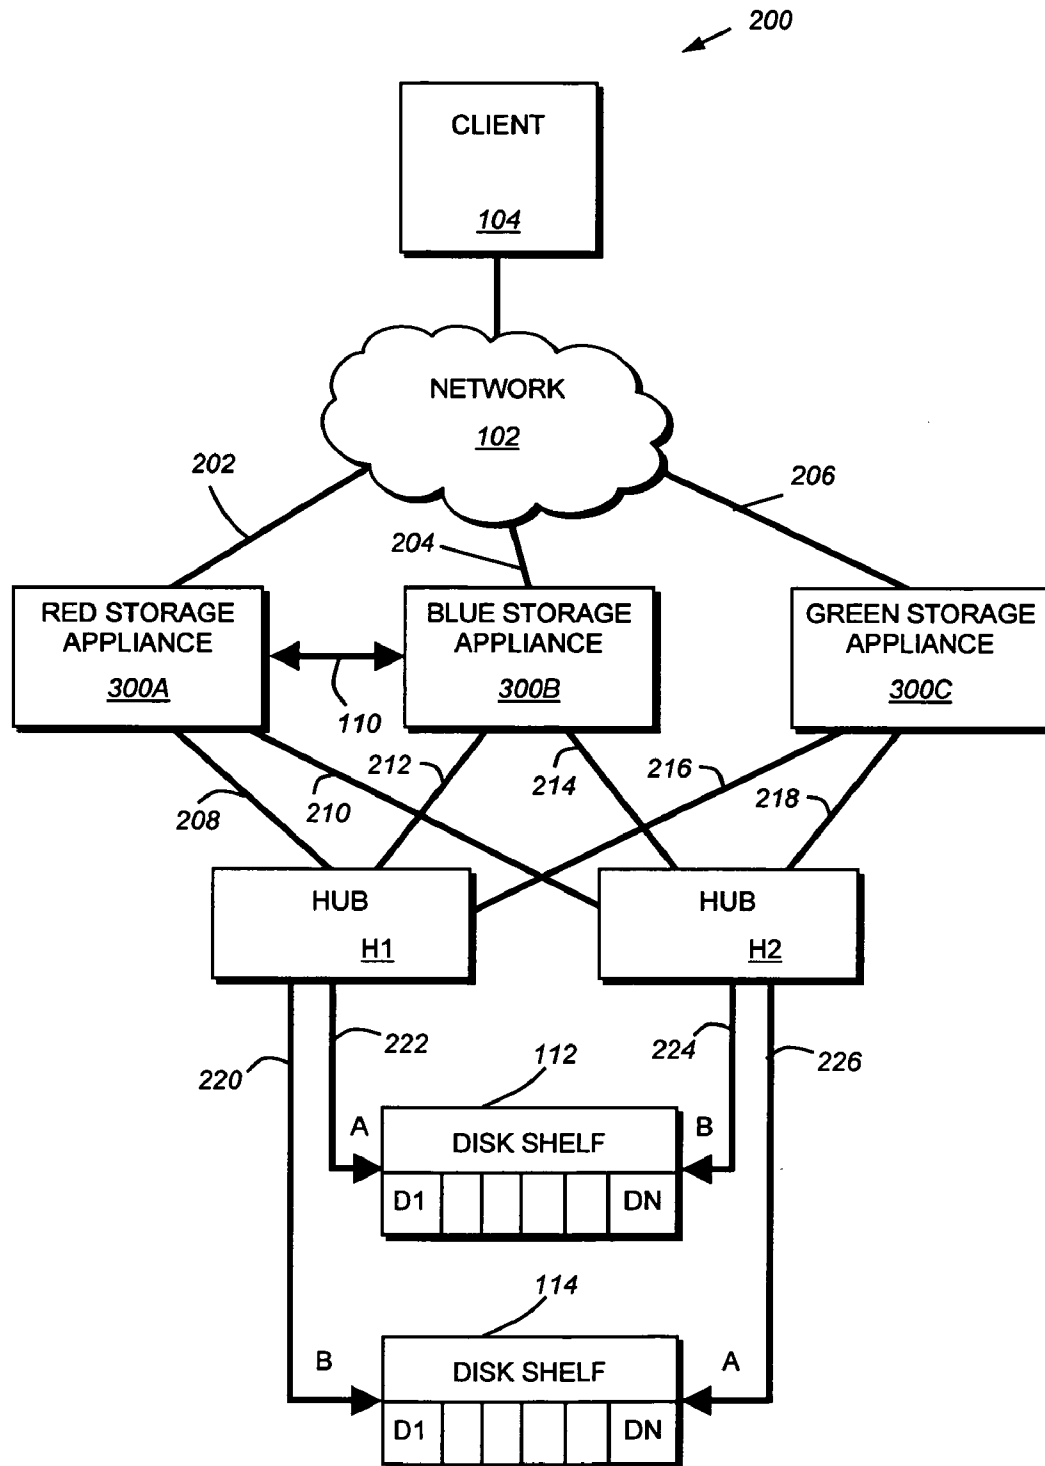 200
CLIENT
104
NETWORK
102
202
204
206
RED STORAGE
APPLIANCE
300A
110
BLUE STORAGE
APPLIANCE
300B
GREEN STORAGE
APPLIANCE
300C
208
210
212
214
216
218
HUB
H1
HUB
H2
220
222
224
226
112
A
DISK SHELF
B
D1
DN
114
B
DISK SHELF
A
D1
DN